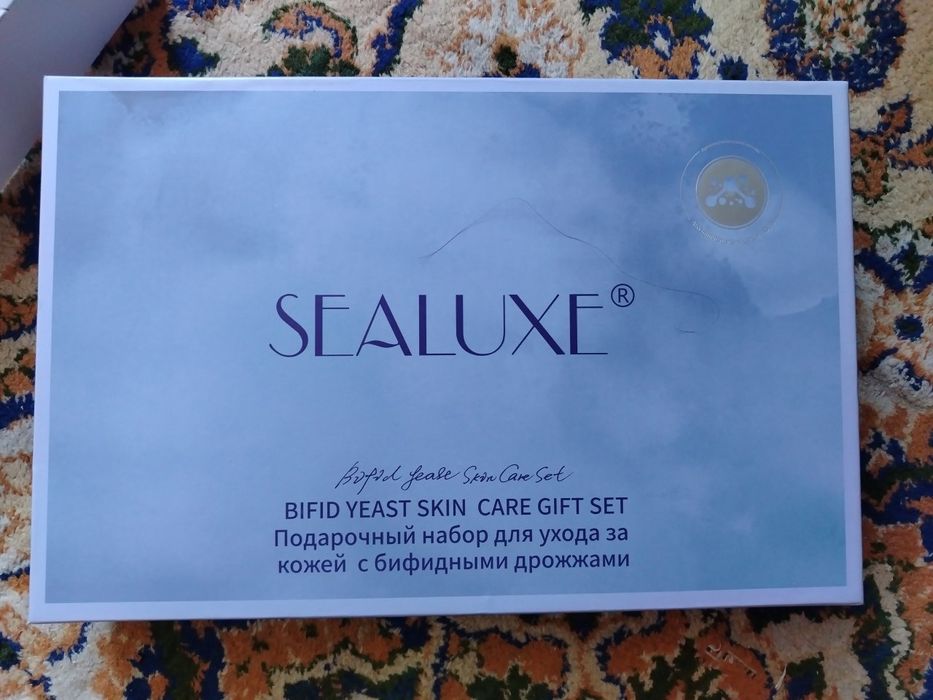 SEALUXE®
Bifid Yeast Skin Care Set
BIFID YEAST SKIN CARE GIFT SET
Подарочный набор для ухода за
кожей с бифидными дрожжами